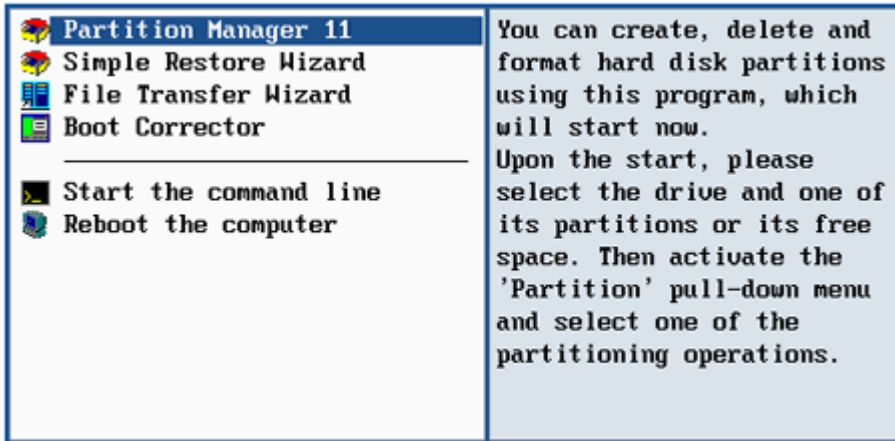 Partition Manager 11
Simple Restore Wizard
File Transfer Wizard
Boot Corrector
Start the command line
Reboot the computer
You can create, delete and
format hard disk partitions
using this program, which
will start now.
Upon the start, please
select the drive and one of
its partitions or its free
space. Then activate the
'Partition' pull-down menu
and select one of the
partitioning operations.